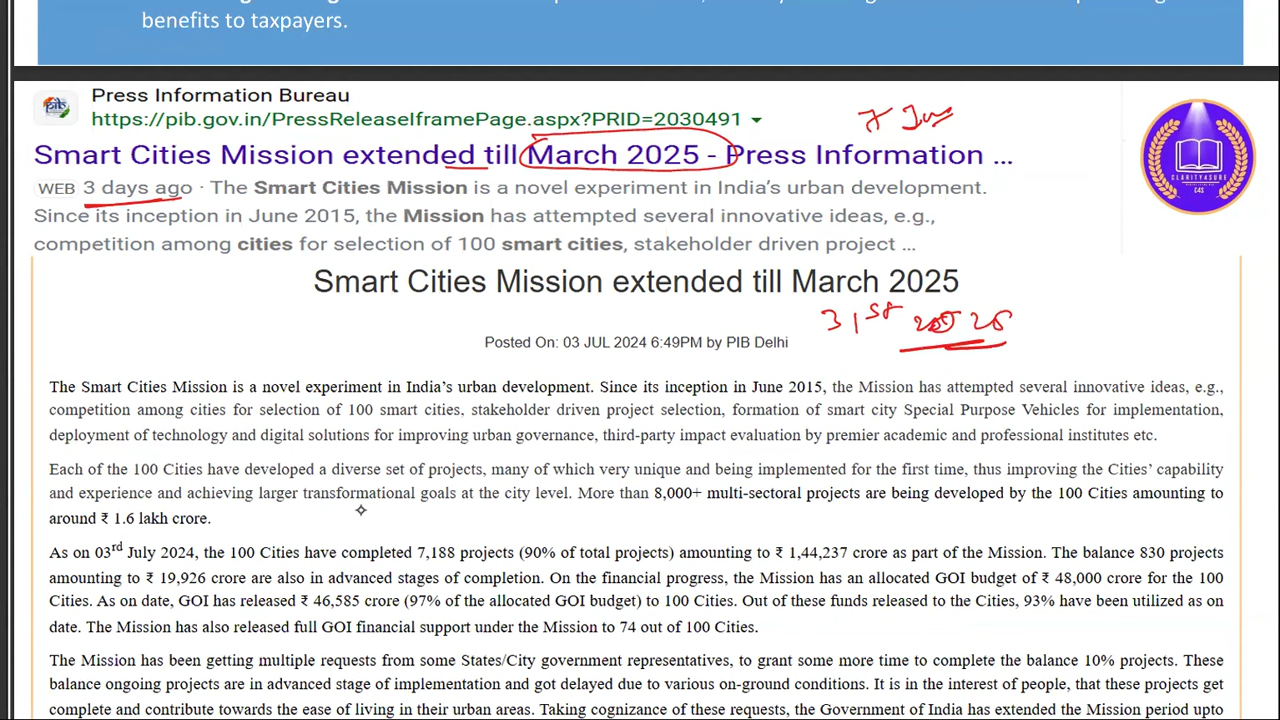 benefits to taxpayers.
Press Information Bureau
https://pib.gov.in/PressReleaseIframePage.aspx?PRID=2030491
Smart Cities Mission extended till March 2025 - Press Information ...
WEB 3 days ago · The Smart Cities Mission is a novel experiment in India's urban development.
Since its inception in June 2015, the Mission has attempted several innovative ideas, e.g.,
competition among cities for selection of 100 smart cities, stakeholder driven project ...
CLARITY4SURE
C4S
Smart Cities Mission extended till March 2025
31st
Posted On: 03 JUL 2024 6:49PM by PIB Delhi
The Smart Cities Mission is a novel experiment in India's urban development. Since its inception in June 2015, the Mission has attempted several innovative ideas, e.g.,
competition among cities for selection of 100 smart cities, stakeholder driven project selection, formation of smart city Special Purpose Vehicles for implementation,
deployment of technology and digital solutions for improving urban governance, third-party impact evaluation by premier academic and professional institutes etc.
Each of the 100 Cities have developed a diverse set of projects, many of which very unique and being implemented for the first time, thus improving the Cities' capability
and experience and achieving larger transformational goals at the city level. More than 8,000+ multi-sectoral projects are being developed by the 100 Cities amounting to
around ₹ 1.6 lakh crore.
As on 03rd July 2024, the 100 Cities have completed 7,188 projects (90% of total projects) amounting to ₹ 1,44,237 crore as part of the Mission. The balance 830 projects
amounting to ₹ 19,926 crore are also in advanced stages of completion. On the financial progress, the Mission has an allocated GOI budget of ₹ 48,000 crore for the 100
Cities. As on date, GOI has released ₹ 46,585 crore (97% of the allocated GOI budget) to 100 Cities. Out of these funds released to the Cities, 93% have been utilized as on
date. The Mission has also released full GOI financial support under the Mission to 74 out of 100 Cities.
The Mission has been getting multiple requests from some States/City government representatives, to grant some more time to complete the balance 10% projects. These
balance ongoing projects are in advanced stage of implementation and got delayed due to various on-ground conditions. It is in the interest of people, that these projects get
complete and contribute towards the ease of living in their urban areas. Taking cognizance of these requests, the Government of India has extended the Mission period upto